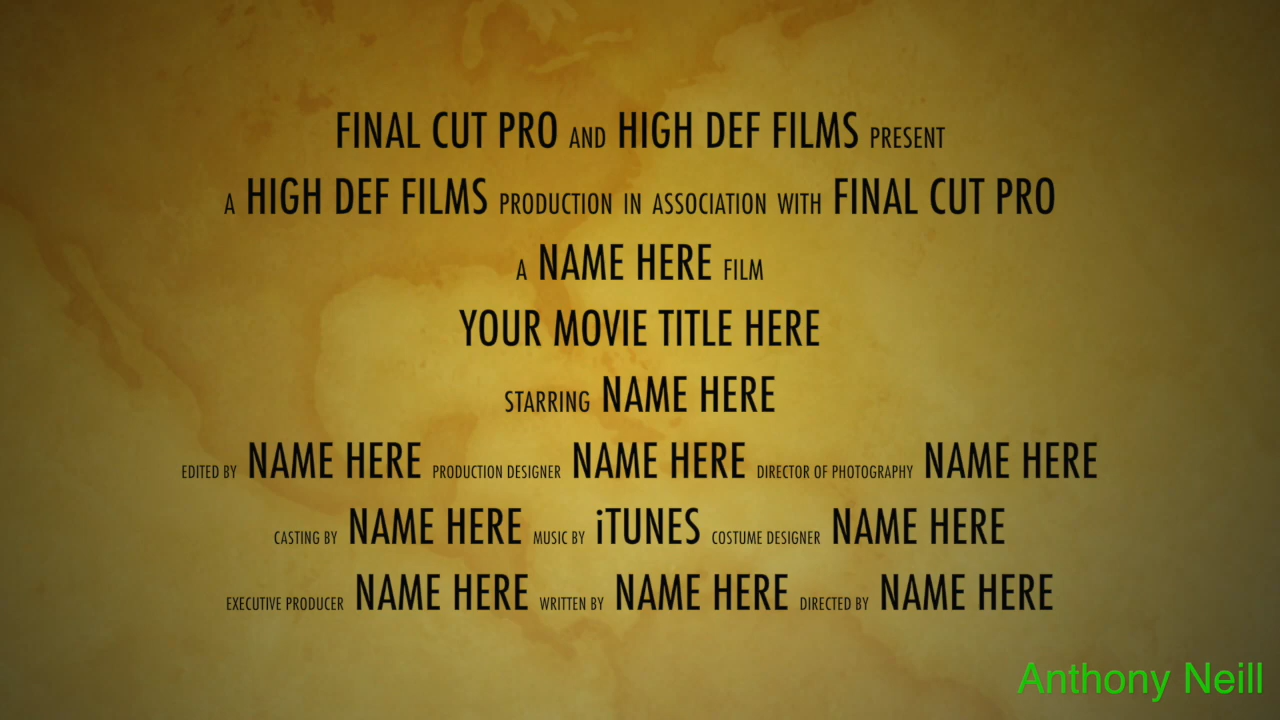 FINAL CUT PRO AND HIGH DEF FILMS PRESENT
A HIGH DEF FILMS PRODUCTION IN ASSOCIATION WITH FINAL CUT PRO
A NAME HERE FILM
YOUR MOVIE TITLE HERE
STARRING NAME HERE
EDITED BY NAME HERE PRODUCTION DESIGNER NAME HERE DIRECTOR OF PHOTOGRAPHY NAME HERE
CASTING BY NAME HERE MUSIC BY iTUNES COSTUME DESIGNER NAME HERE
EXECUTIVE PRODUCER NAME HERE WRITTEN BY NAME HERE DIRECTED BY NAME HERE
Anthony Neill